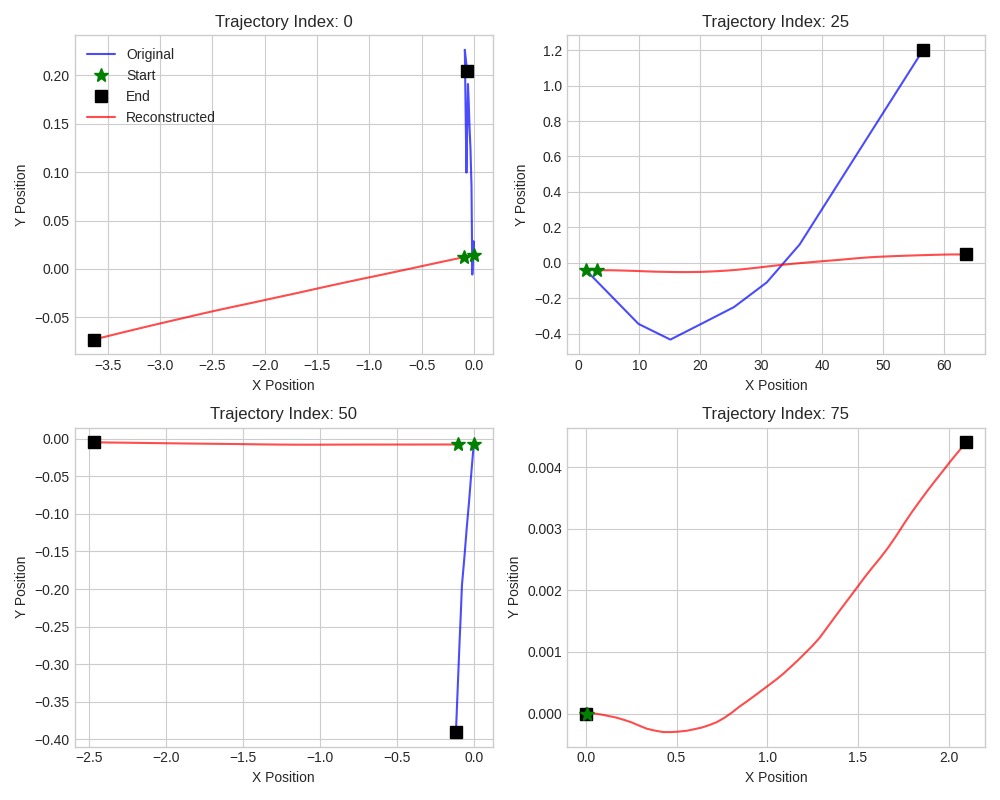 Trajectory Index: 0
Original
Start
End
Reconstructed
0.20
0.15
0.10
0.05
0.00
−0.05
Y Position
−3.5 −3.0 −2.5 −2.0 −1.5 −1.0 −0.5 0.0
X Position
Trajectory Index: 25
1.2
1.0
0.8
0.6
0.4
0.2
0.0
−0.2
−0.4
Y Position
0 10 20 30 40 50 60
X Position
Trajectory Index: 50
0.00
−0.05
−0.10
−0.15
−0.20
−0.25
−0.30
−0.35
−0.40
Y Position
−2.5 −2.0 −1.5 −1.0 −0.5 0.0
X Position
Trajectory Index: 75
0.004
0.003
0.002
0.001
0.000
Y Position
0.0 0.5 1.0 1.5 2.0
X Position